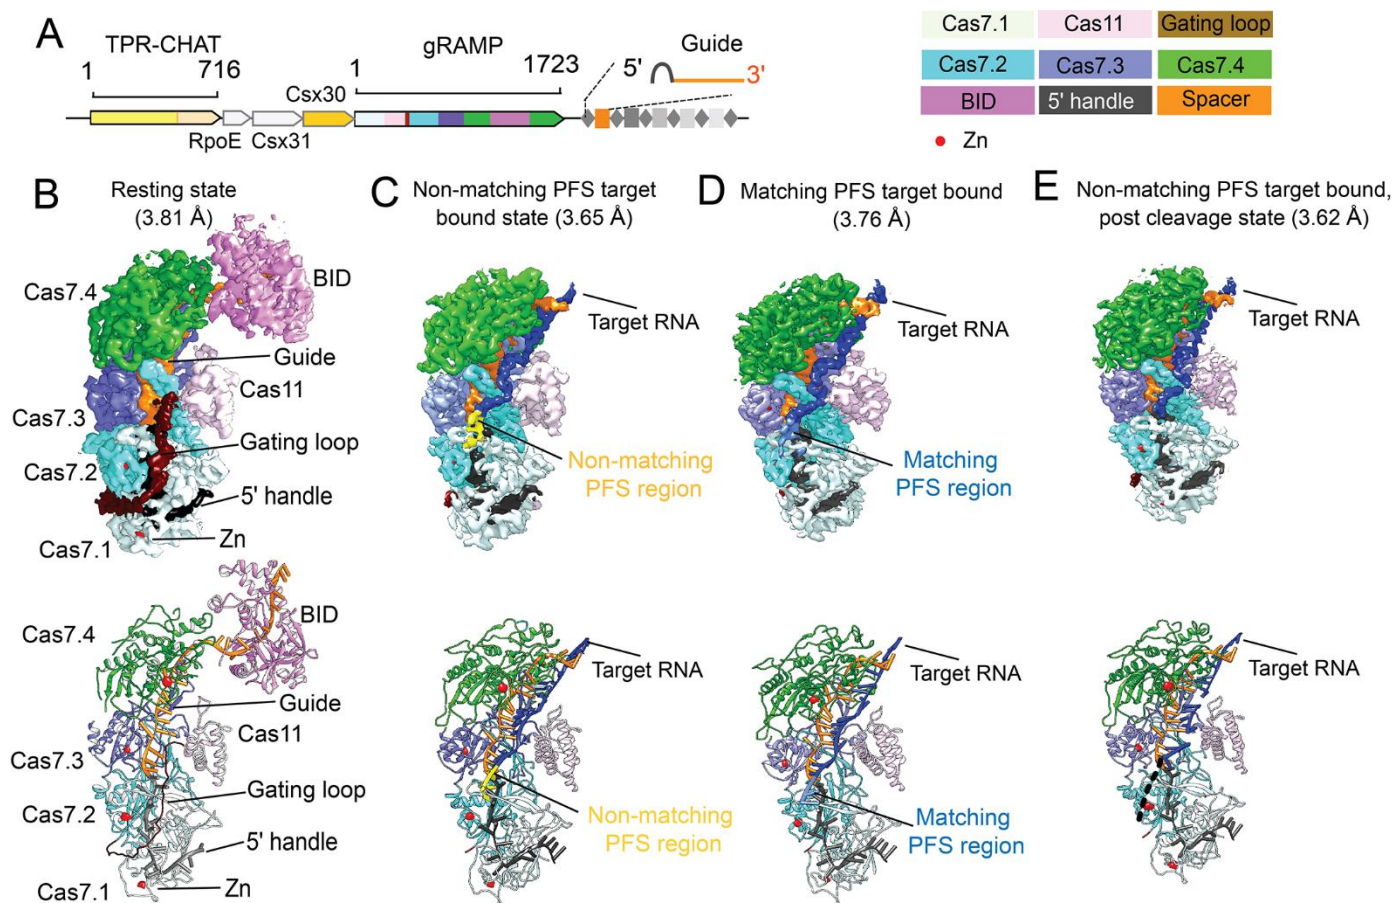 A
TPR-CHAT
1 716
RpoE
Csx31
Csx30
gRAMP
1 1723
Guide
5' 3'
Cas7.1 Cas11 Gating loop
Cas7.2 Cas7.3 Cas7.4
BID 5' handle Spacer
Zn
B
Resting state
(3.81 Å)
Cas7.4
BID
Guide
Cas11
Cas7.3
Gating loop
Cas7.2
5' handle
Cas7.1
Zn
Cas7.4
BID
Guide
Cas11
Cas7.3
Gating loop
Cas7.2
5' handle
Cas7.1
Zn
C
Non-matching PFS target
bound state (3.65 Å)
Target RNA
Non-matching
PFS region
Target RNA
Non-matching
PFS region
D
Matching PFS target bound
(3.76 Å)
Target RNA
Matching
PFS region
Target RNA
Matching
PFS region
E
Non-matching PFS target bound,
post cleavage state (3.62 Å)
Target RNA
Target RNA